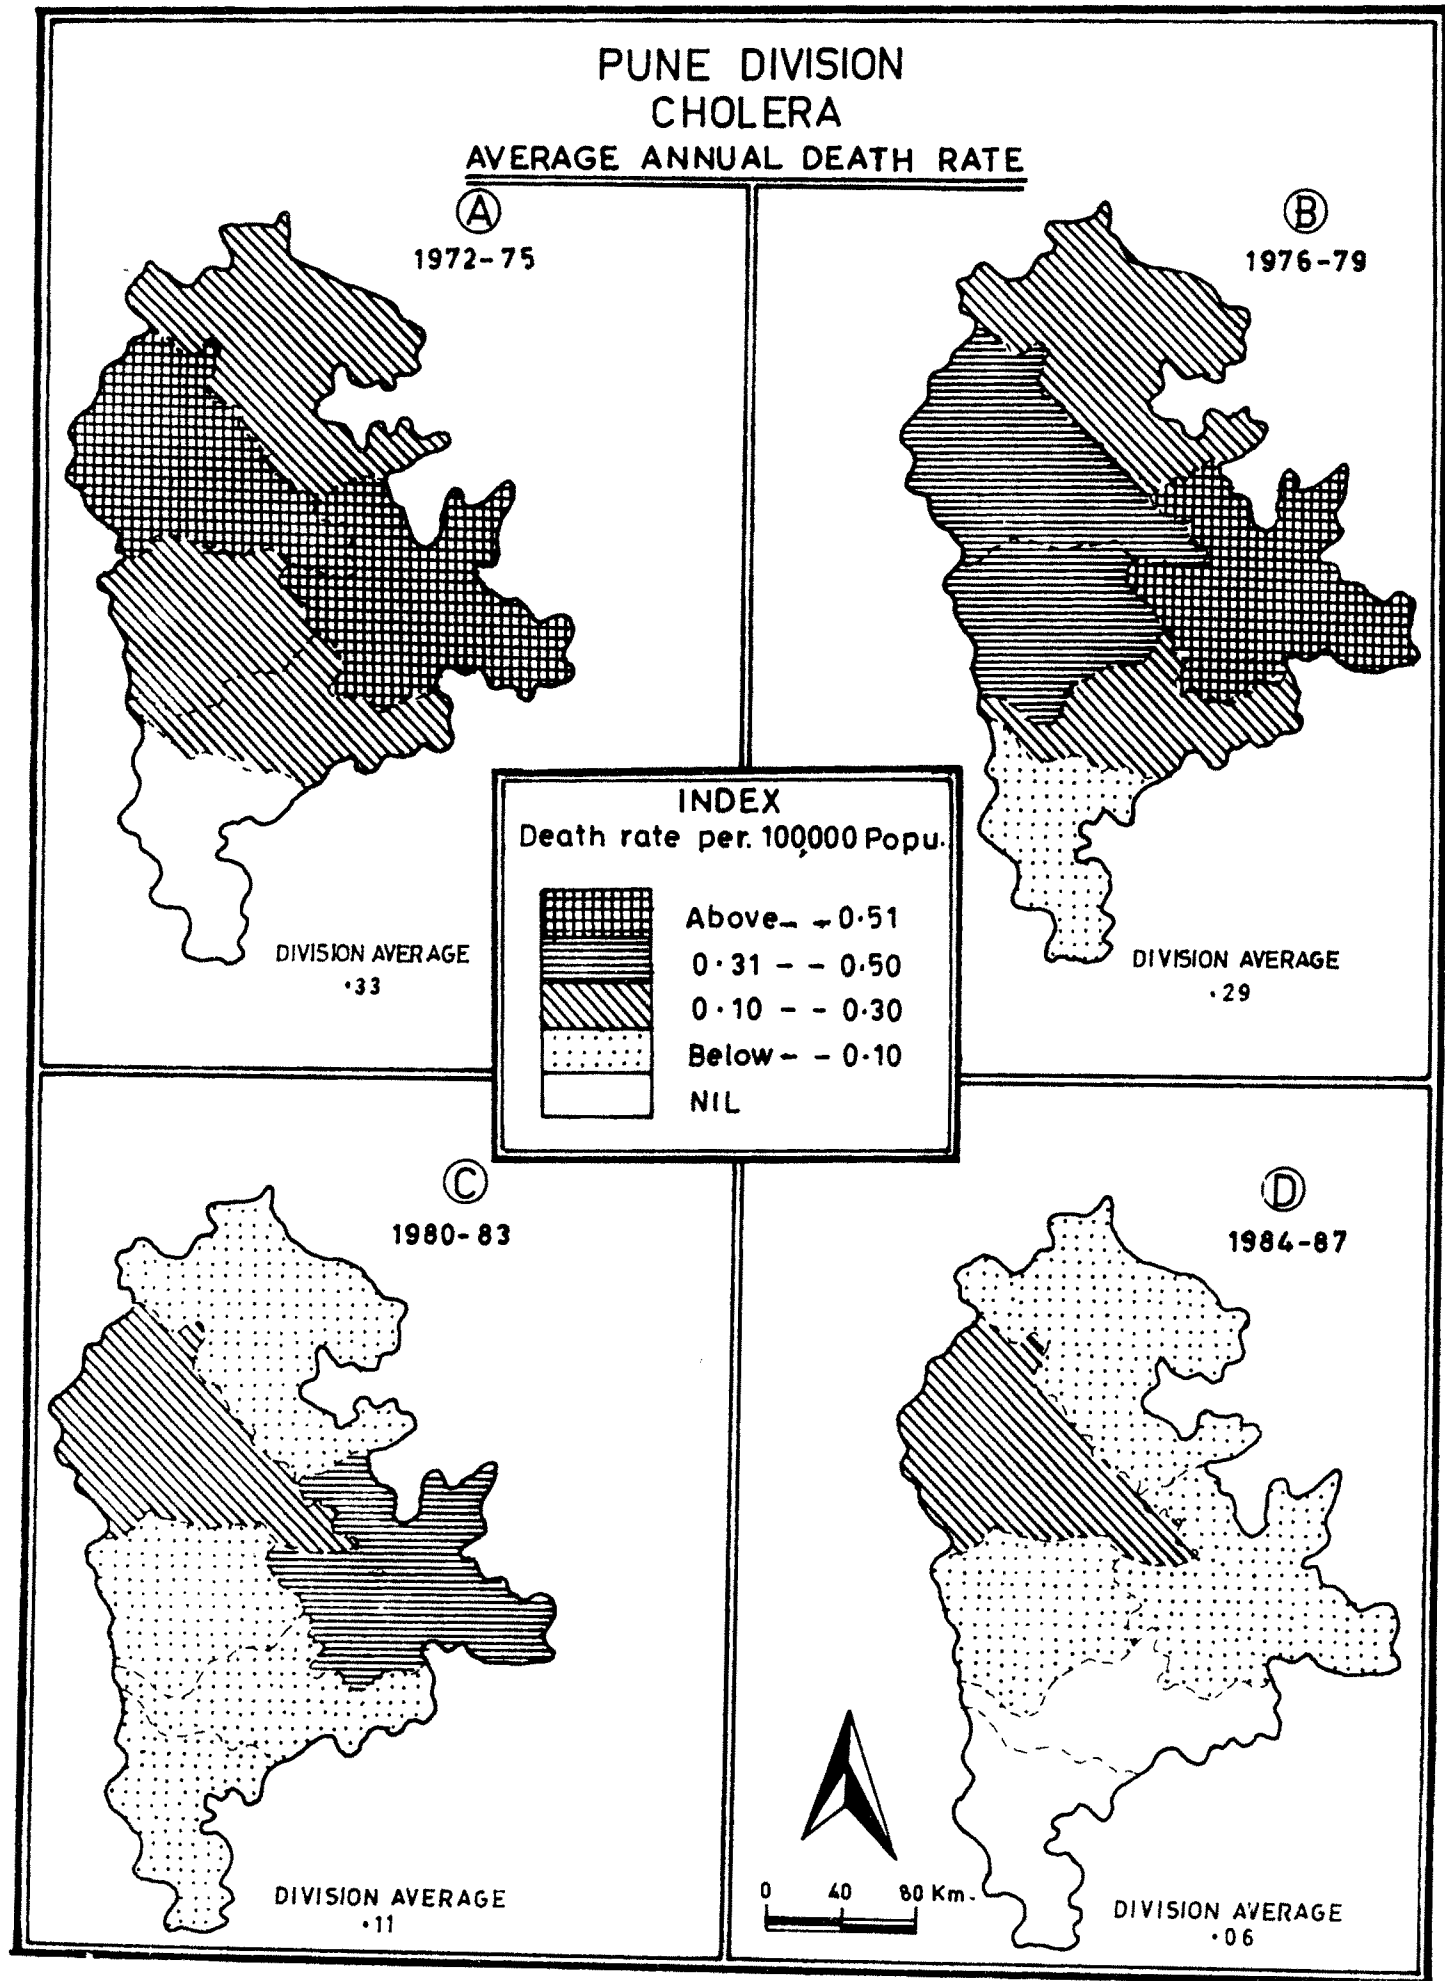 PUNE DIVISION
CHOLERA
AVERAGE ANNUAL DEATH RATE
A
1972-75
B
1976-79
DIVISION AVERAGE
·33
DIVISION AVERAGE
·29
INDEX
Death rate per. 100,000 Popu.
Above- - 0·51
0·31 - - 0·50
0·10 - - 0·30
Below- - 0·10
NIL
C
1980-83
D
1984-87
DIVISION AVERAGE
·11
0 40 80 Km.
DIVISION AVERAGE
·06